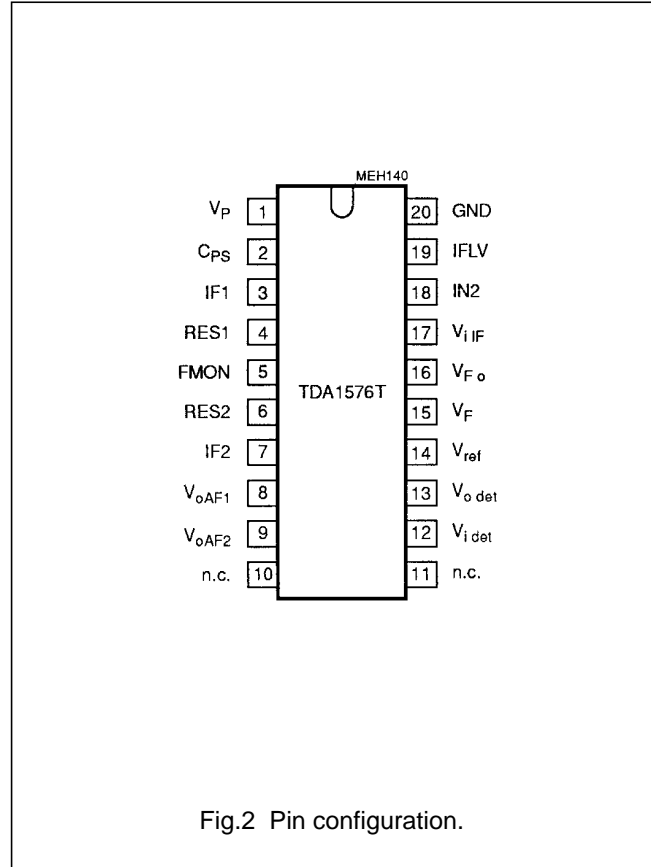 MEH140
VP 1 20 GND
CPS 2 19 IFLV
IF1 3 18 IN2
RES1 4 17 Vi IF
FMON 5 16 VF o
TDA1576T
RES2 6 15 VF
IF2 7 14 Vref
VoAF1 8 13 Vo det
VoAF2 9 12 Vi det
n.c. 10 11 n.c.
Fig.2 Pin configuration.